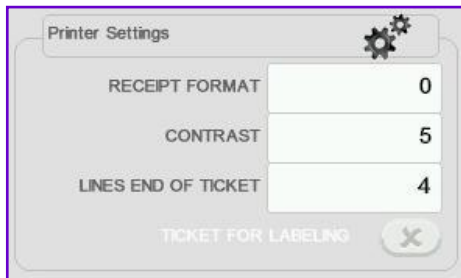 Printer Settings
RECEIPT FORMAT 0
CONTRAST 5
LINES END OF TICKET 4
TICKET FOR LABELING